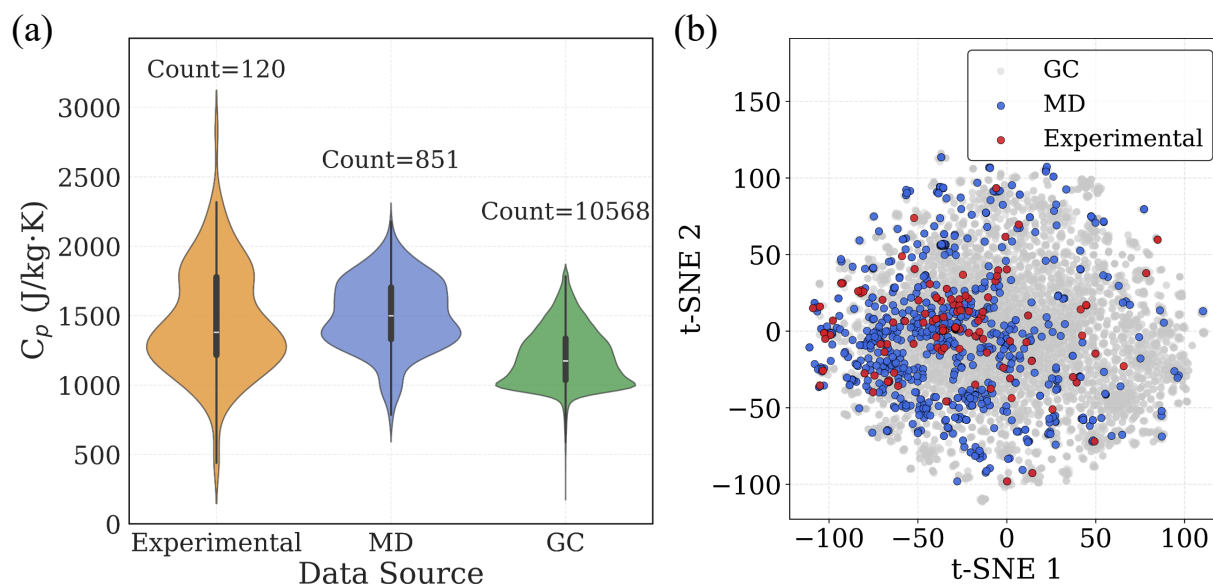 (a)
Count=120
Count=851
Count=10568
3000
2500
2000
1500
1000
500
0
C_p (J/kg·K)
Experimental
MD
GC
Data Source
(b)
GC
MD
Experimental
150
100
50
0
−50
−100
t-SNE 2
−100
−50
0
50
100
t-SNE 1